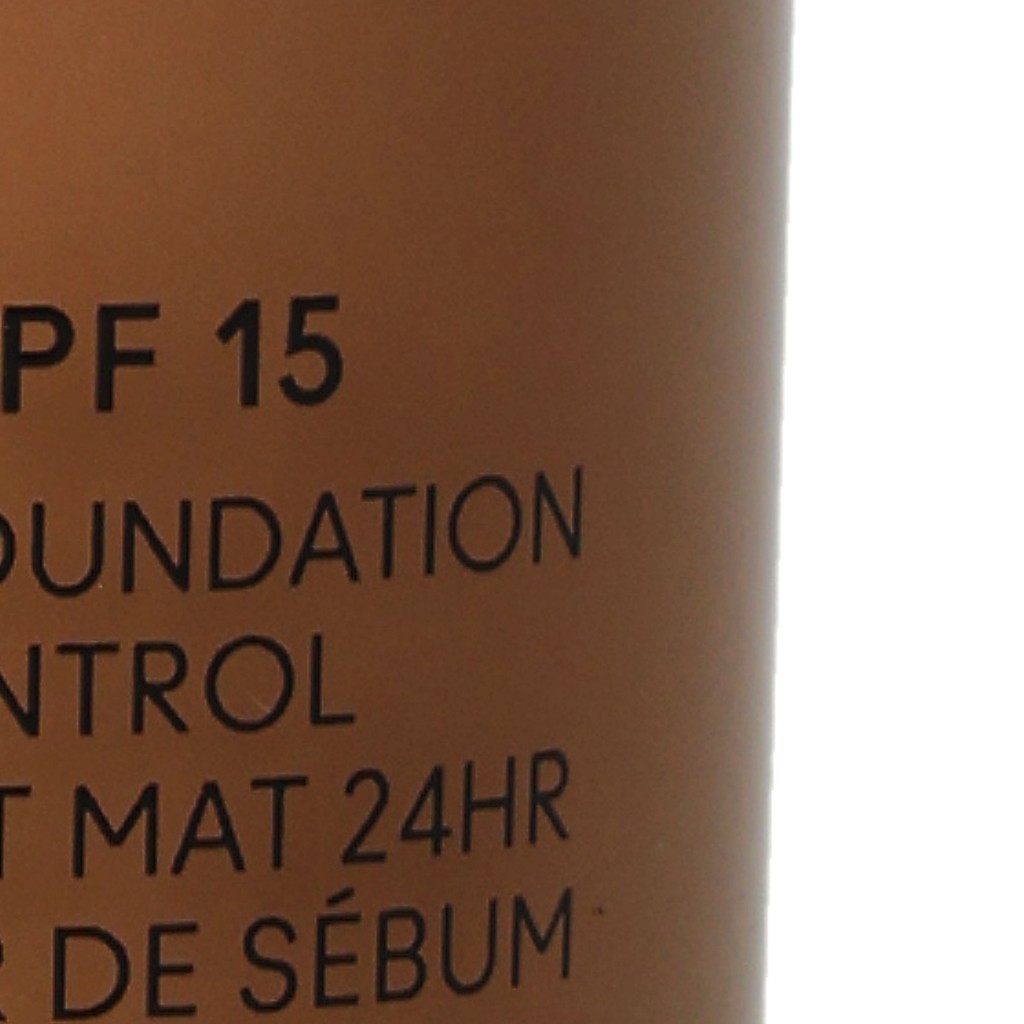 PF 15
OUNDATION
NTROL
T MAT 24HR
R DE SÉBUM